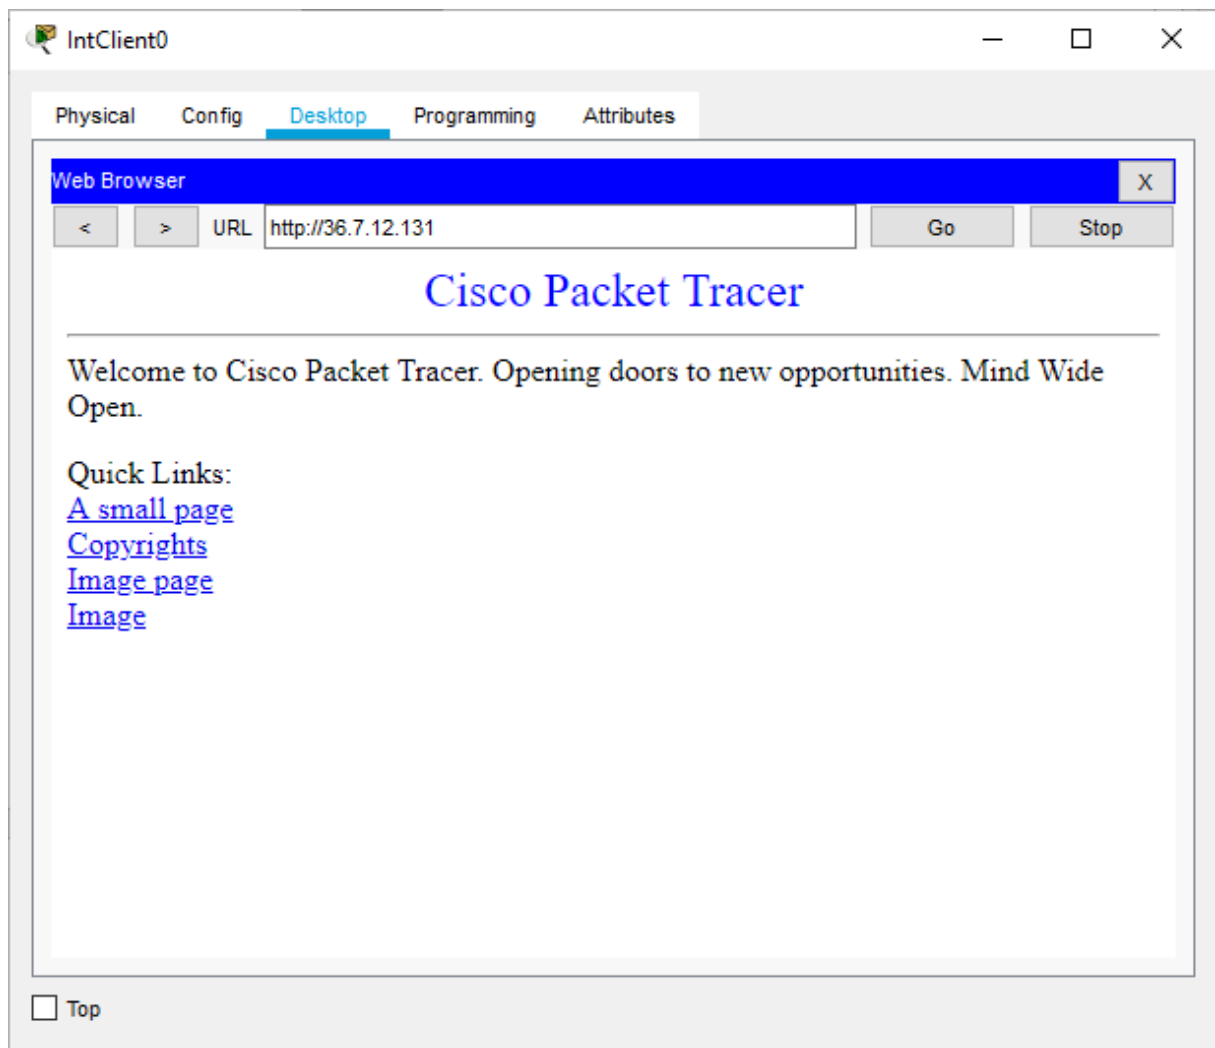 IntClient0
Physical Config Desktop Programming Attributes
Web Browser X
< > URL http://36.7.12.131 Go Stop
Cisco Packet Tracer
Welcome to Cisco Packet Tracer. Opening doors to new opportunities. Mind Wide
Open.
Quick Links:
A small page
Copyrights
Image page
Image
Top